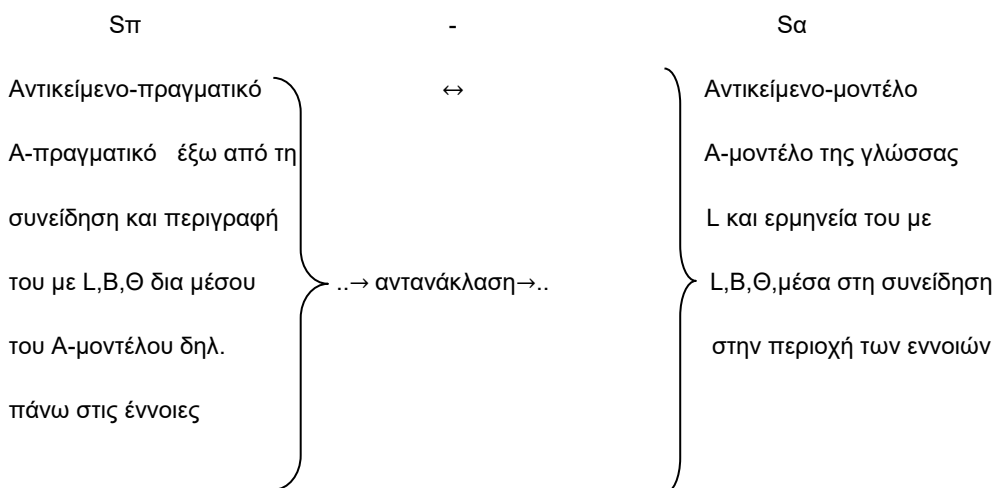 Sπ - Sα
Αντικείμενο-πραγματικό ↔ Αντικείμενο-μοντέλο
Α-πραγματικό έξω από τη Α-μοντέλο της γλώσσας
συνείδηση και περιγραφή L και ερμηνεία του με
του με L,Β,Θ δια μέσου ..→ αντανάκλαση→.. L,Β,Θ,μέσα στη συνείδηση
του Α-μοντέλου δηλ. στην περιοχή των εννοιών
πάνω στις έννοιες